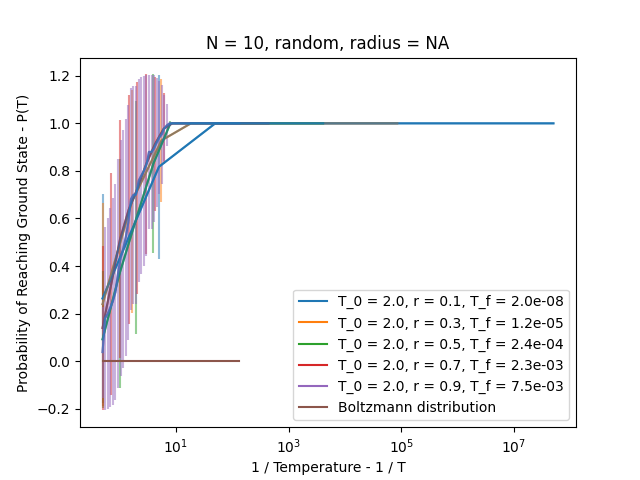 N = 10, random, radius = NA
Probability of Reaching Ground State - P(T)
1.2
1.0
0.8
0.6
0.4
0.2
0.0
−0.2
T_0 = 2.0, r = 0.1, T_f = 2.0e-08
T_0 = 2.0, r = 0.3, T_f = 1.2e-05
T_0 = 2.0, r = 0.5, T_f = 2.4e-04
T_0 = 2.0, r = 0.7, T_f = 2.3e-03
T_0 = 2.0, r = 0.9, T_f = 7.5e-03
Boltzmann distribution
10¹ 10³ 10⁵ 10⁷
1 / Temperature - 1 / T